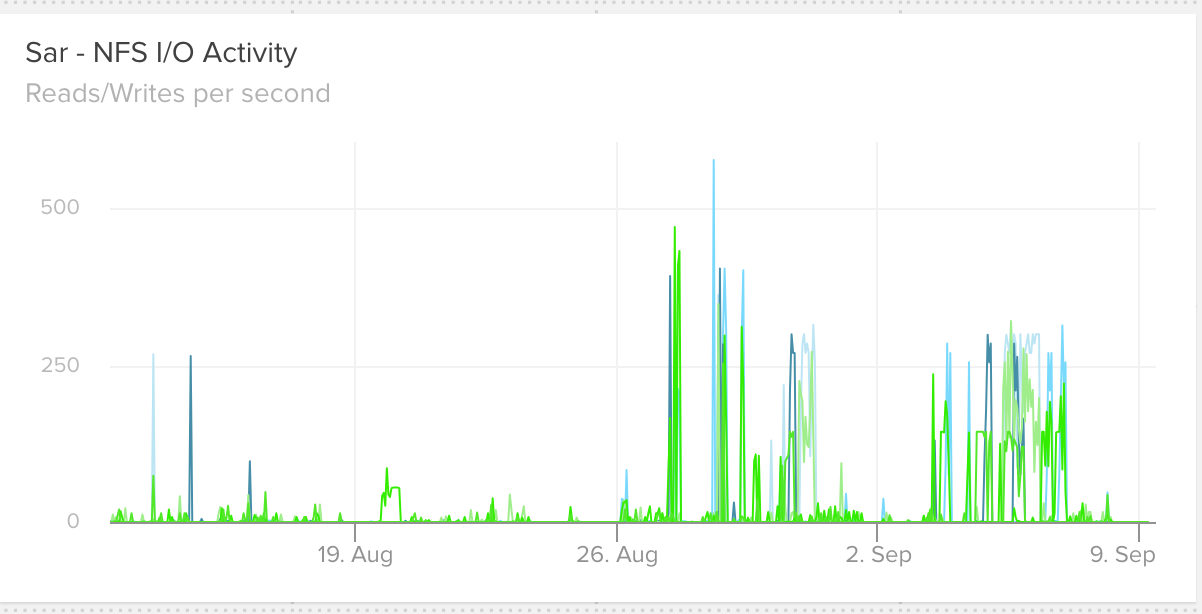 Sar - NFS I/O Activity
Reads/Writes per second
500
250
0
19. Aug 26. Aug 2. Sep 9. Sep